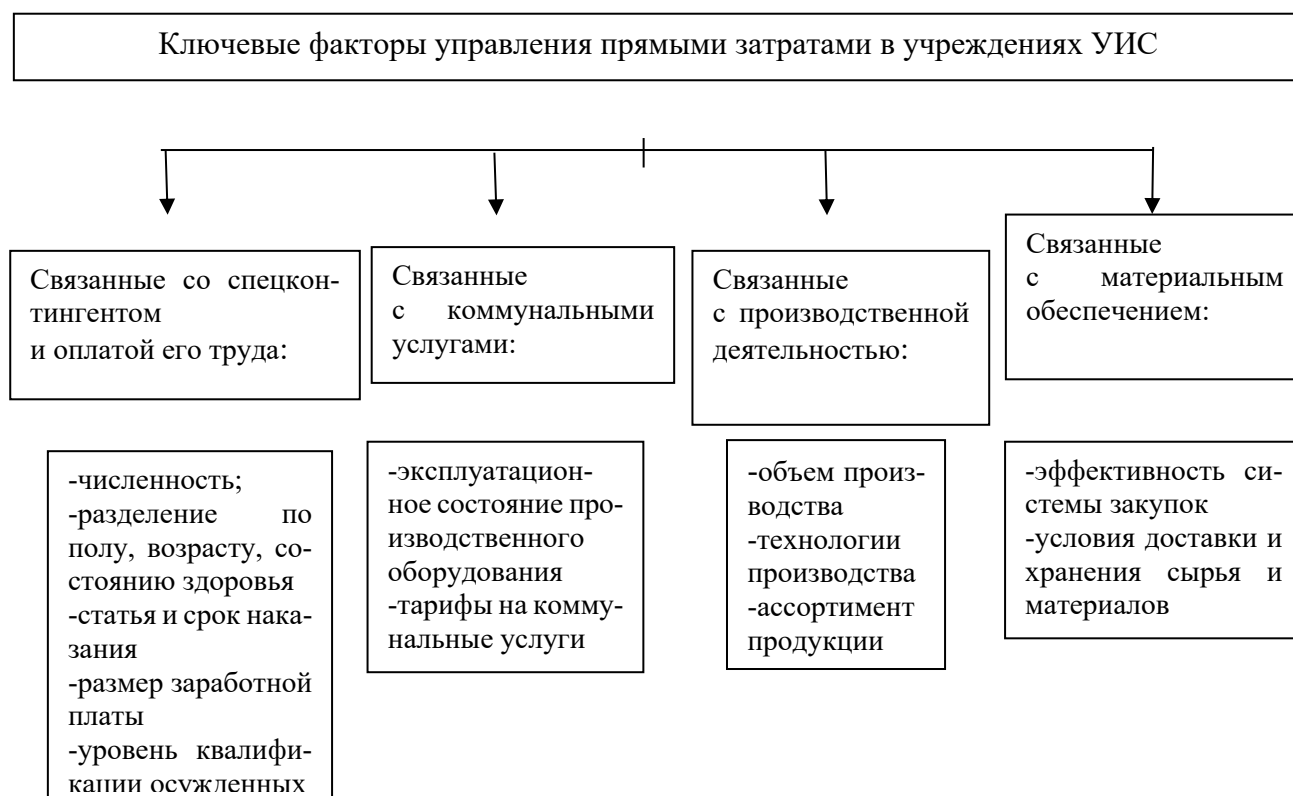 Ключевые факторы управления прямыми затратами в учреждениях УИС
Связанные со спецкон-
тингентом
и оплатой его труда:
Связанные
с коммунальными
услугами:
Связанные
с производственной
деятельностью:
Связанные
с материальным
обеспечением:
-численность;
-разделение по
полу, возрасту, со-
стоянию здоровья
-статья и срок нака-
зания
-размер заработной
платы
-уровень квалифи-
кации осужденных
-эксплуатацион-
ное состояние про-
изводственного
оборудования
-тарифы на комму-
нальные услуги
-объем произ-
водства
-технологии
производства
-ассортимент
продукции
-эффективность си-
стемы закупок
-условия доставки и
хранения сырья и
материалов